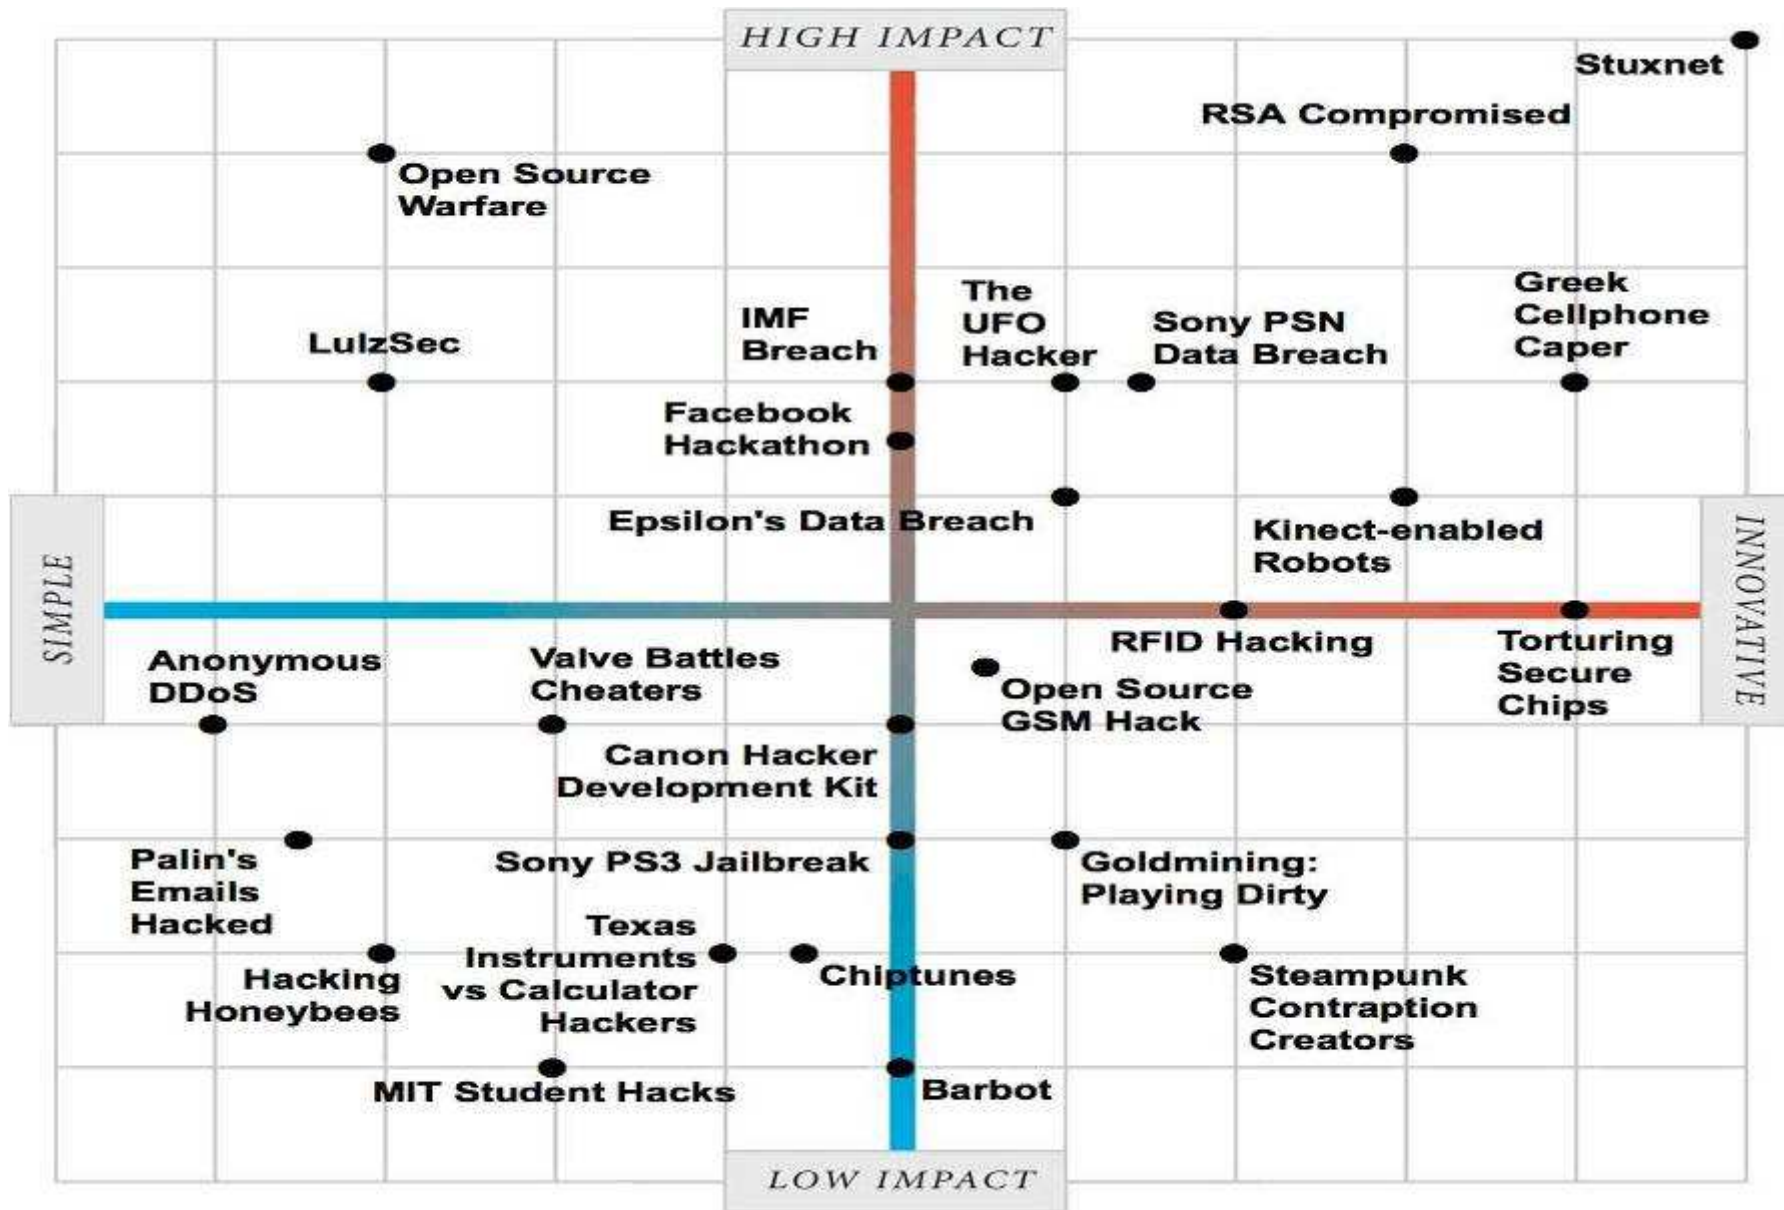 HIGH IMPACT
Stuxnet
RSA Compromised
Open Source
Warfare
LulzSec
IMF
Breach
The
UFO
Hacker
Sony PSN
Data Breach
Greek
Cellphone
Caper
Facebook
Hackathon
Epsilon's Data Breach
Kinect-enabled
Robots
SIMPLE
INNOVATIVE
RFID Hacking
Torturing
Secure
Chips
Anonymous
DDoS
Valve Battles
Cheaters
Open Source
GSM Hack
Canon Hacker
Development Kit
Palin's
Emails
Hacked
Sony PS3 Jailbreak
Goldmining:
Playing Dirty
Hacking
Honeybees
Texas
Instruments
vs Calculator
Hackers
Chiptunes
Steampunk
Contraption
Creators
MIT Student Hacks
Barbot
LOW IMPACT